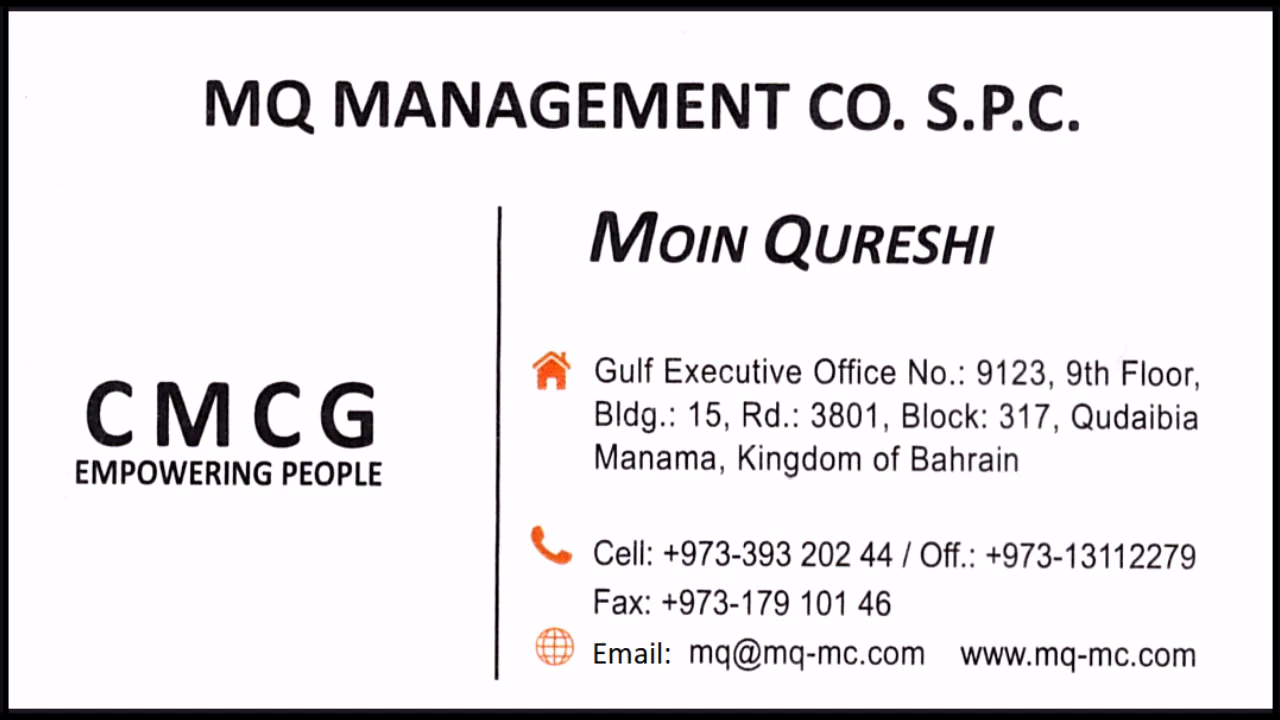 MQ MANAGEMENT CO. S.P.C.
MOIN QURESHI
CMCG
EMPOWERING PEOPLE
Gulf Executive Office No.: 9123, 9th Floor,
Bldg.: 15, Rd.: 3801, Block: 317, Qudaibia
Manama, Kingdom of Bahrain
Cell: +973-393 202 44 / Off.: +973-13112279
Fax: +973-179 101 46
Email: mq@mq-mc.com www.mq-mc.com